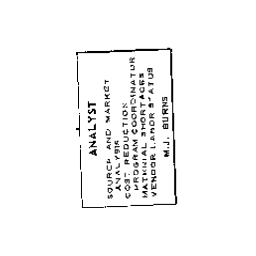 ANALYST
SOURCE AND MARKET
ANALYSIS
COST REDUCTION
PROGRAM COORDINATOR
MATERIAL SHORTAGES
VENDOR LABOR STATUS
M.J. BURNS